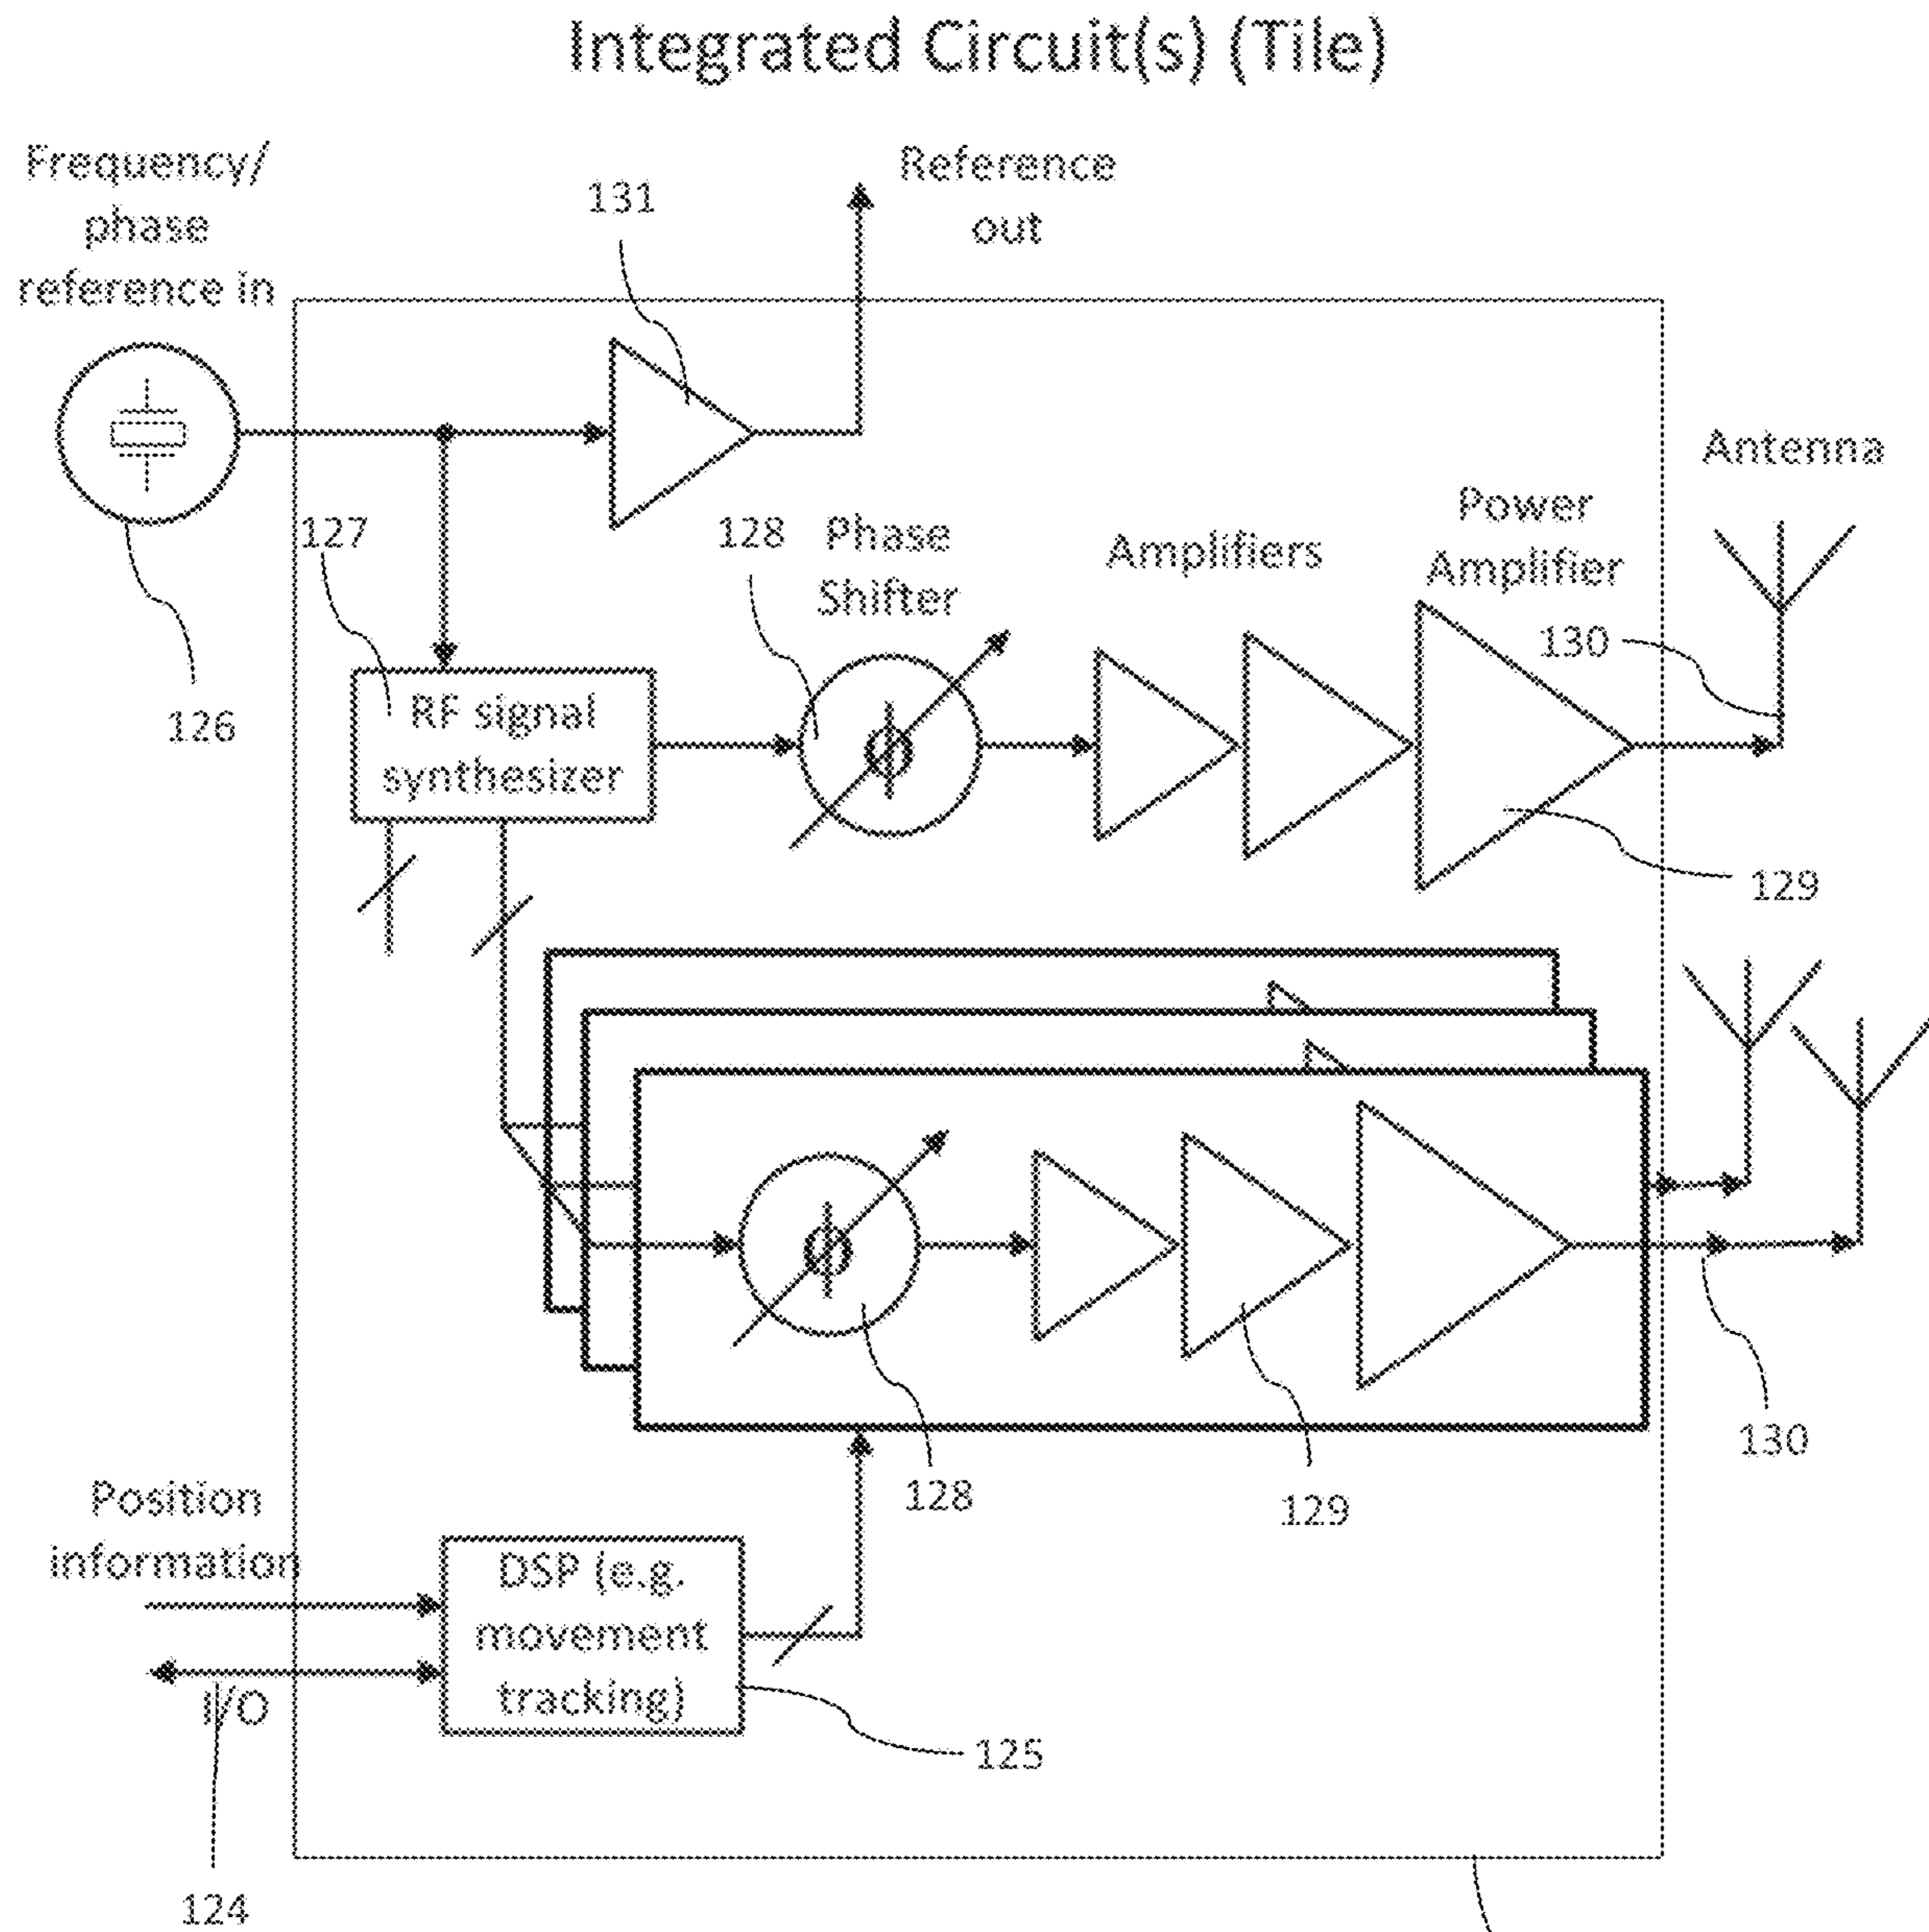 Integrated Circuit(s) (Tile)
Frequency/
phase
reference in
131
Reference
out
126
127
RF signal
synthesizer
128
Phase
Shifter
Amplifiers
Power
Amplifier
Antenna
130
129
ϕ
ϕ
128
129
130
Position
information
I/O
DSP (e.g.
movement
tracking)
125
124